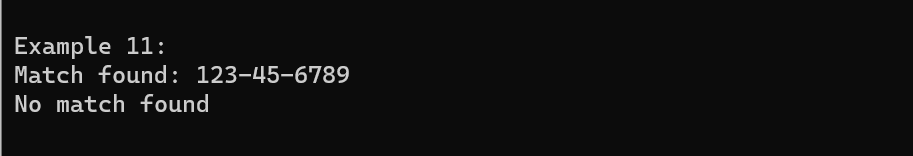 Example 11:
Match found: 123-45-6789
No match found